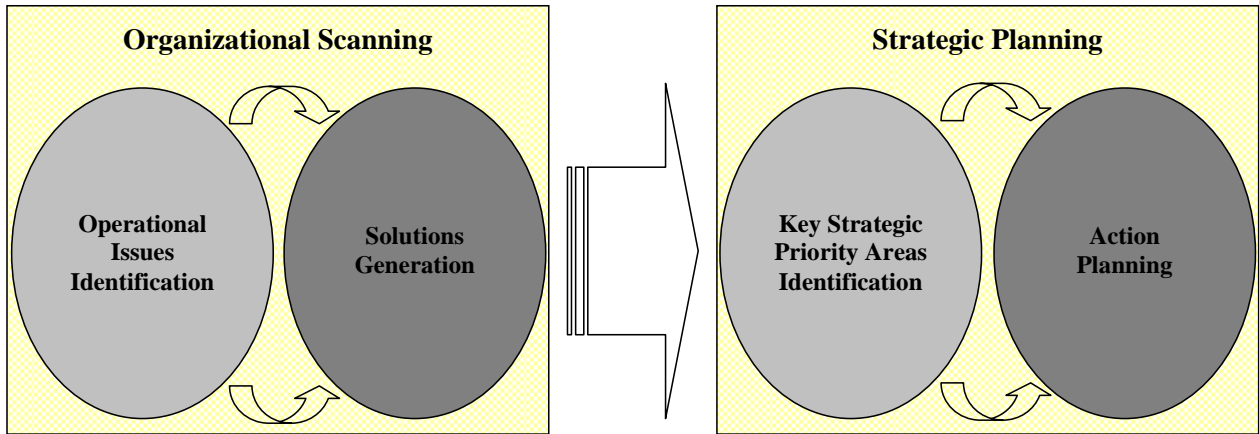 Organizational Scanning
Operational
Issues
Identification
Solutions
Generation
Strategic Planning
Key Strategic
Priority Areas
Identification
Action
Planning